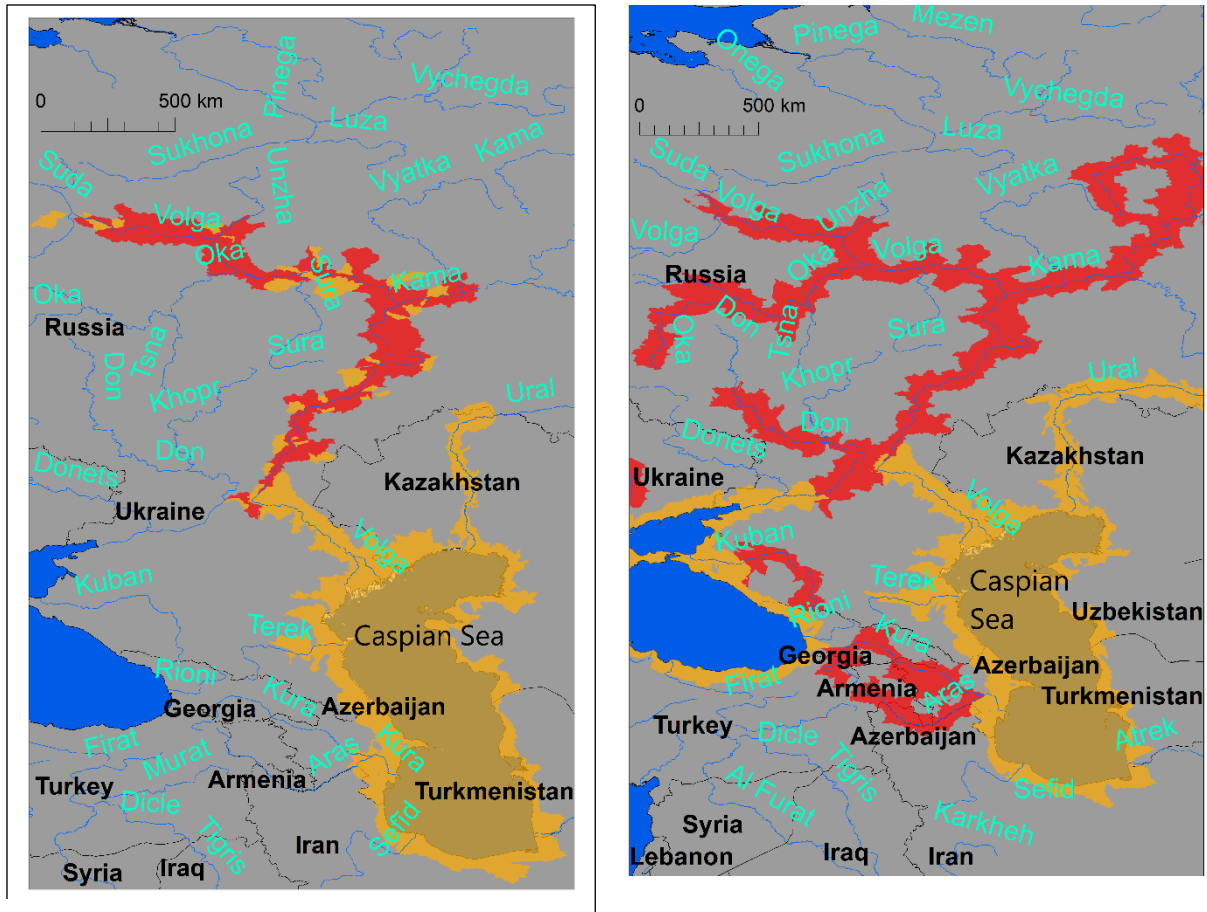 Pinega
Vychegda
0 500 km
Luza
Sukhona
Kama
Unzha
Vyatka
Suda
Volga
Oka
Sura
Kama
Oka
Russia
Tsna
Don
Sura
Khopr
Ural
Don
Donets
Kazakhstan
Ukraine
Volga
Kuban
Terek
Caspian Sea
Rioni
Kura
Georgia
Azerbaijan
Firat
Murat
Aras
Kura
Armenia
Turkey
Turkmenistan
Dicle
Tigris
Sefid
Iran
Syria
Iraq
Mezen
Pinega
Onega
Vychegda
0 500 km
Luza
Sukhona
Suda
Vyatka
Volga
Unzha
Volga
Oka
Volga
Kama
Russia
Don
Oka
Tsna
Sura
Khopr
Ural
Don
Donets
Kazakhstan
Ukraine
Volga
Kuban
Terek
Caspian
Sea
Rioni
Uzbekistan
Kura
Georgia
Azerbaijan
Firat
Armenia
Aras
Turkmenistan
Turkey
Dicle
Azerbaijan
Atrek
Tigris
Al Furat
Sefid
Karkheh
Syria
Lebanon
Iraq
Iran